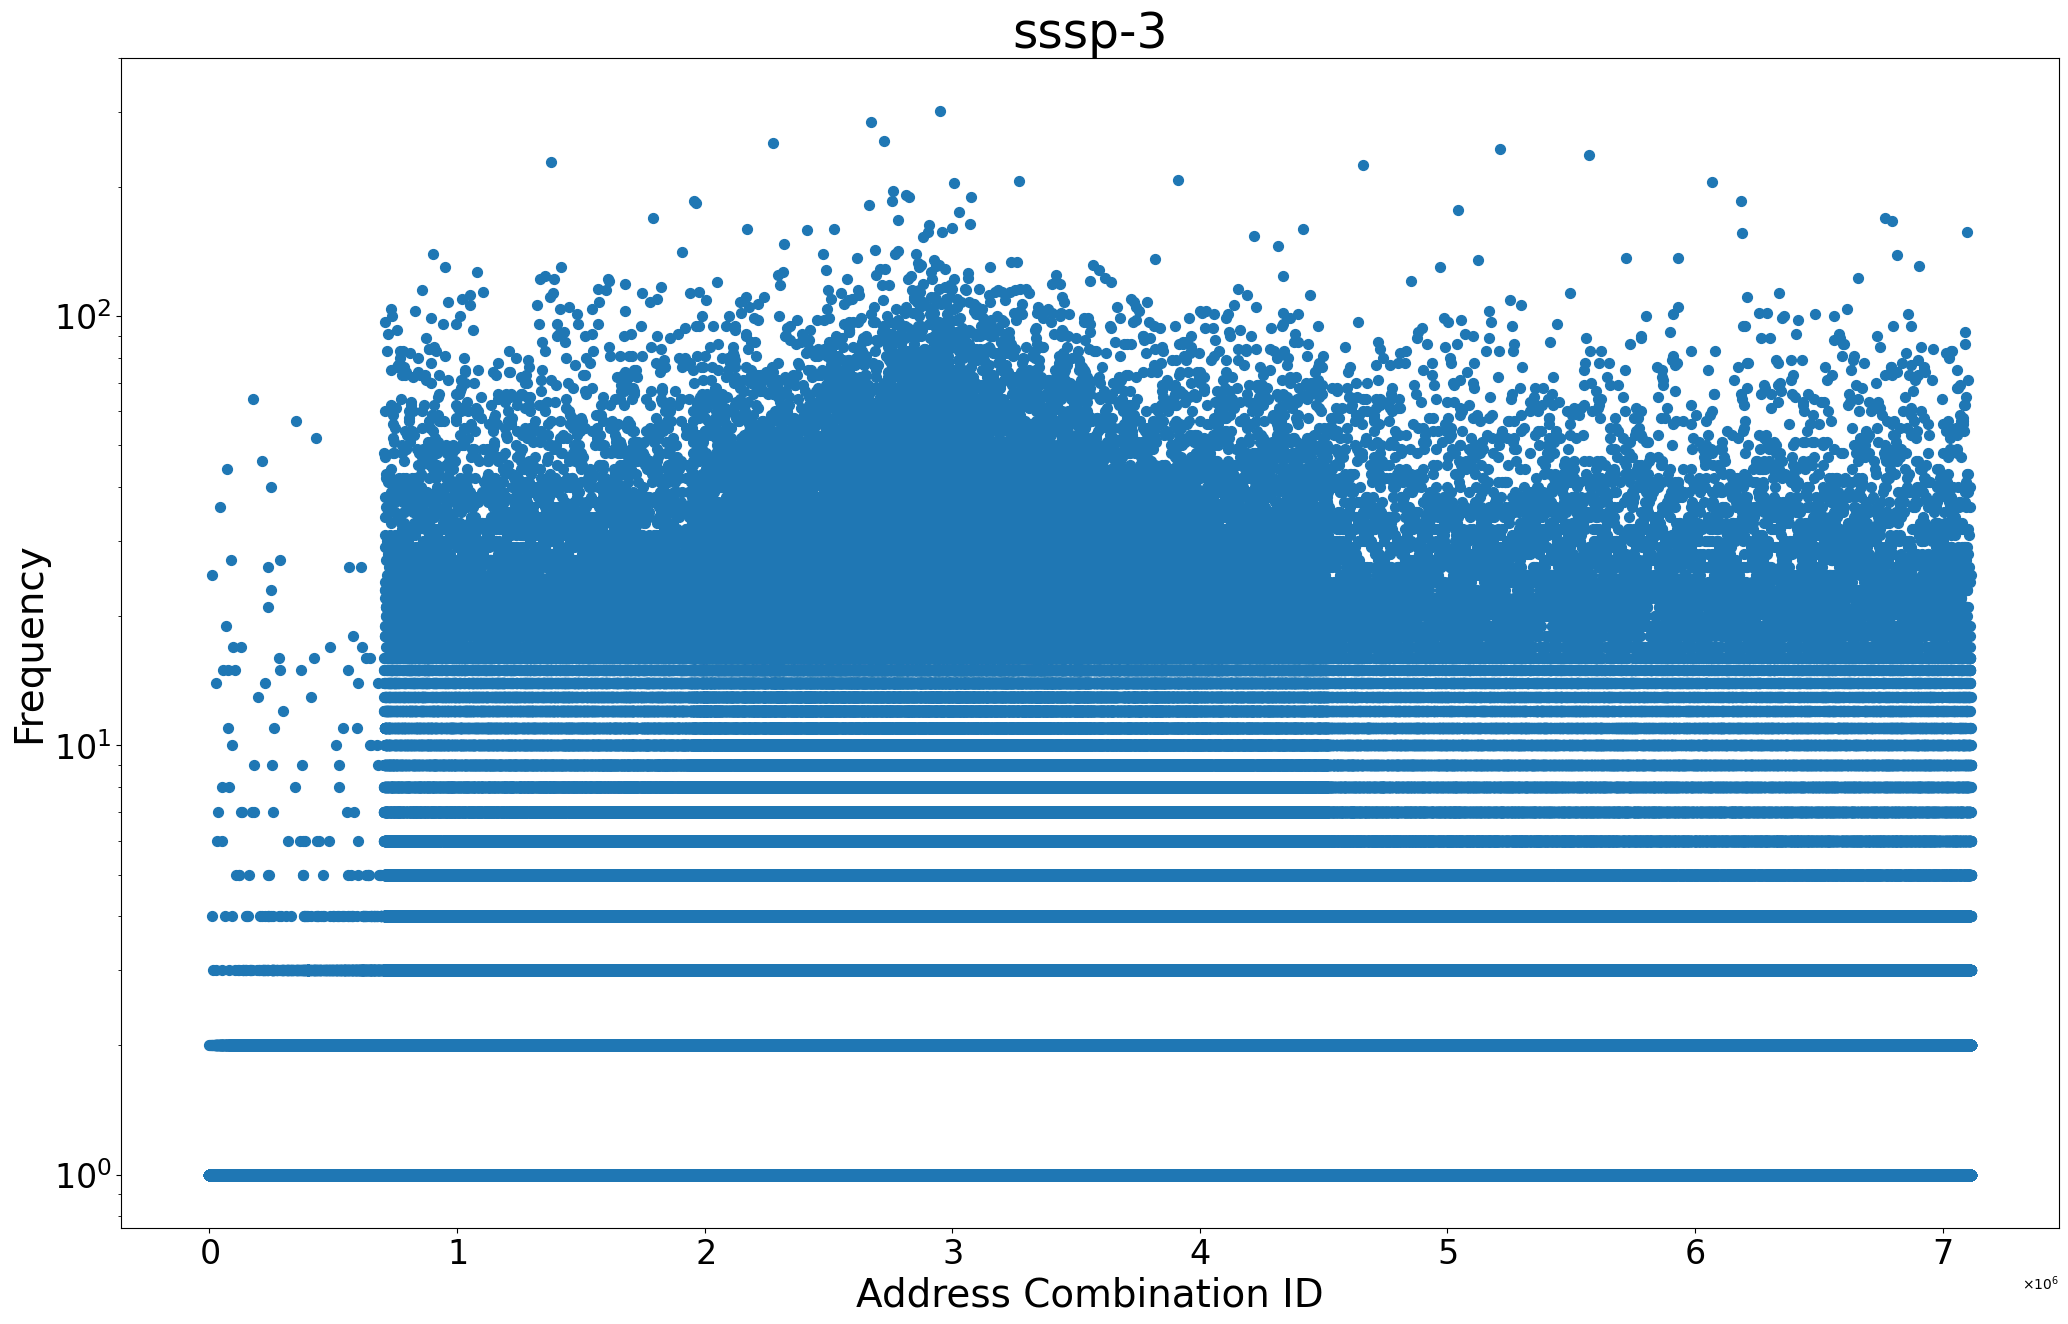 sssp-3
Frequency
10²
10¹
10⁰
0 1 2 3 4 5 6 7
×10⁶
Address Combination ID